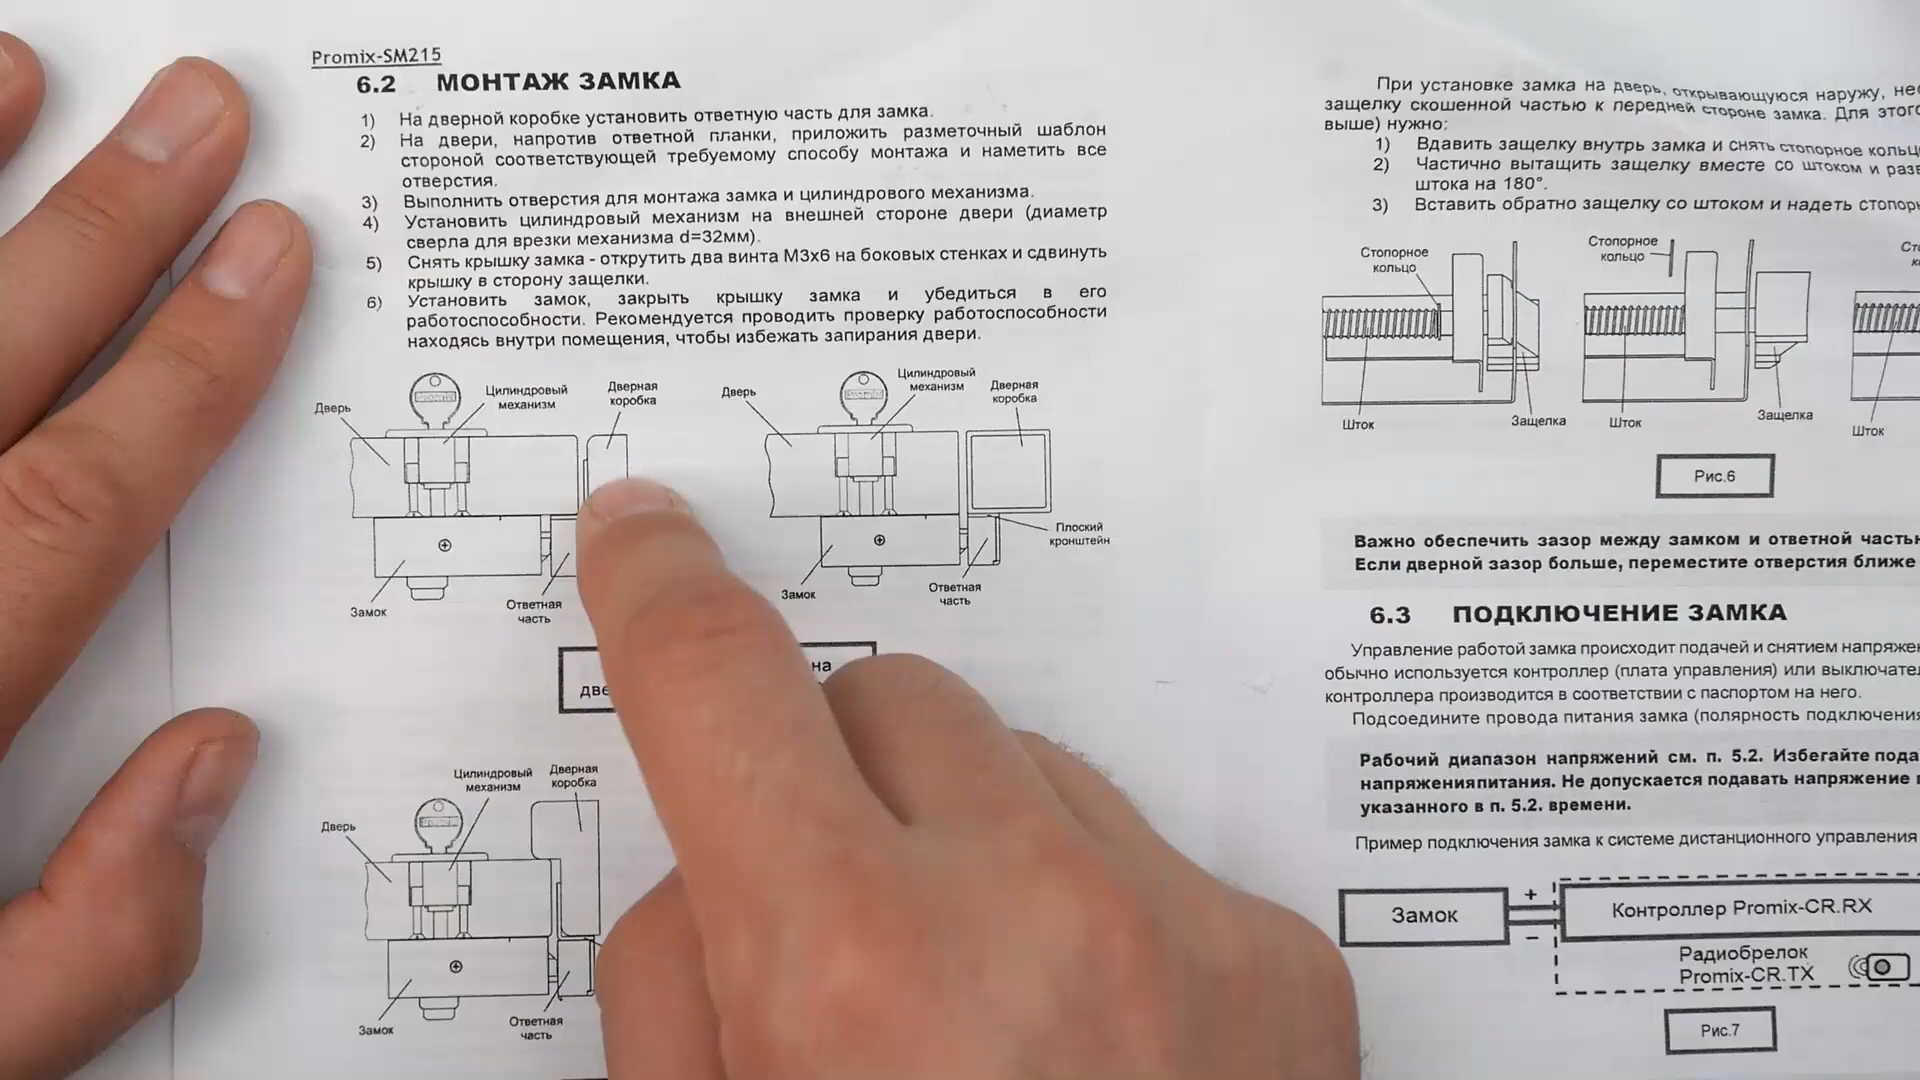 Promix-SM215
6.2 МОНТАЖ ЗАМКА
1) На дверной коробке установить ответную часть для замка.
2) На двери, напротив ответной планки, приложить разметочный шаблон
стороной соответствующей требуемому способу монтажа и наметить все
отверстия.
3) Выполнить отверстия для монтажа замка и цилиндрового механизма.
4) Установить цилиндровый механизм на внешней стороне двери (диаметр
сверла для врезки механизма d=32мм).
5) Снять крышку замка - открутить два винта М3х6 на боковых стенках и сдвинуть
крышку в сторону защелки.
6) Установить замок, закрыть крышку замка и убедиться в его
работоспособности. Рекомендуется проводить проверку работоспособности
находясь внутри помещения, чтобы избежать запирания двери.
Дверь
Цилиндровый
механизм
Дверная
коробка
Замок
Ответная
часть
Дверь
Цилиндровый
механизм
Дверная
коробка
Плоский
кронштейн
Замок
Ответная
часть
на
Дверь
Цилиндровый
механизм
Дверная
коробка
Замок
Ответная
часть
При установке замка на дверь, открывающуюся наружу,
защелку скошенной частью к передней стороне замка. Для этого
выше) нужно:
1) Вдавить защелку внутрь замка и снять стопорное
2) Частично вытащить защелку вместе со штоком и
штока на 180°.
3) Вставить обратно защелку со штоком и надеть
Стопорное
кольцо
Шток
Защелка
Стопорное
кольцо
Шток
Защелка
Шток
Рис.6
Важно обеспечить зазор между замком и ответной
Если дверной зазор больше, переместите отверстия ближе
6.3 ПОДКЛЮЧЕНИЕ ЗАМКА
Управление работой замка происходит подачей и снятием
обычно используется контроллер (плата управления) или
контроллера производится в соответствии с паспортом на него.
Подсоедините провода питания замка (полярность подключения
Рабочий диапазон напряжений см. п. 5.2. Избегайте
напряженияпитания. Не допускается подавать напряжение
указанного в п. 5.2. времени.
Пример подключения замка к системе дистанционного управления
Замок
+
−
Контроллер Promix-CR.RX
Радиобрелок
Promix-CR.TX
Рис.7